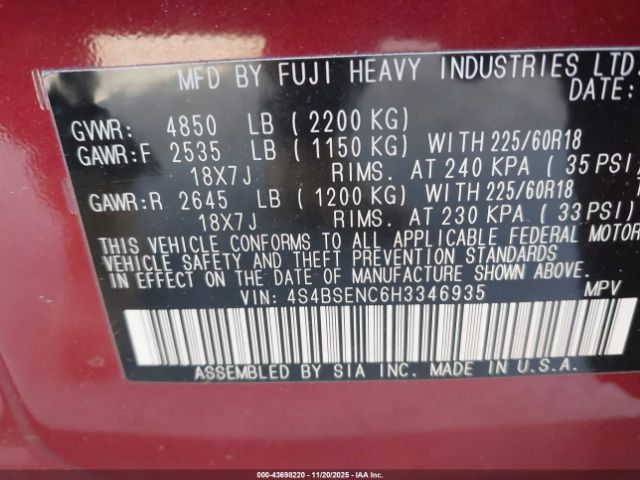 MFD BY FUJI HEAVY INDUSTRIES LTD.
DATE:
GVWR: 4850 LB ( 2200 KG)
GAWR:F 2535 LB ( 1150 KG) WITH 225/60R18
18X7J RIMS. AT 240 KPA ( 35 PSI)
GAWR:R 2645 LB ( 1200 KG) WITH 225/60R18
18X7J RIMS. AT 230 KPA ( 33 PSI)
THIS VEHICLE CONFORMS TO ALL APPLICABLE FEDERAL MOTOR
VEHICLE SAFETY AND THEFT PREVENTION STANDARDS
IN EFFECT ON THE DATE OF MANUFACTURE SHOWN ABOVE.
VIN: 4S4BSENC6H3346935 MPV
ASSEMBLED BY SIA INC. MADE IN U.S.A.
000-43698220 - 11/20/2025 - IAAI.COM